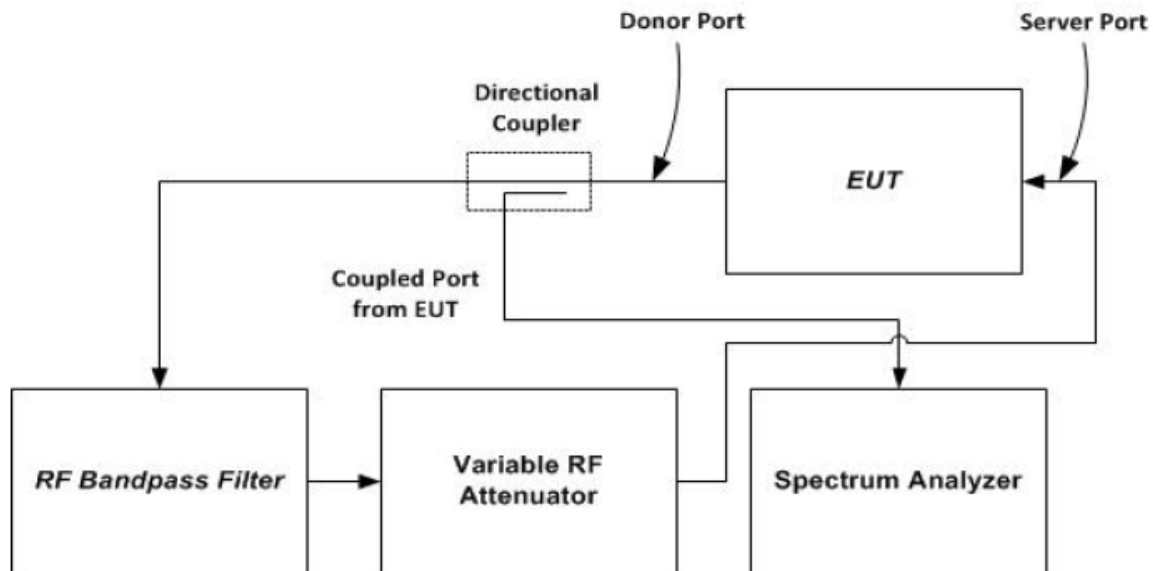 Donor Port
Server Port
Directional
Coupler
EUT
Coupled Port
from EUT
RF Bandpass Filter
Variable RF
Attenuator
Spectrum Analyzer